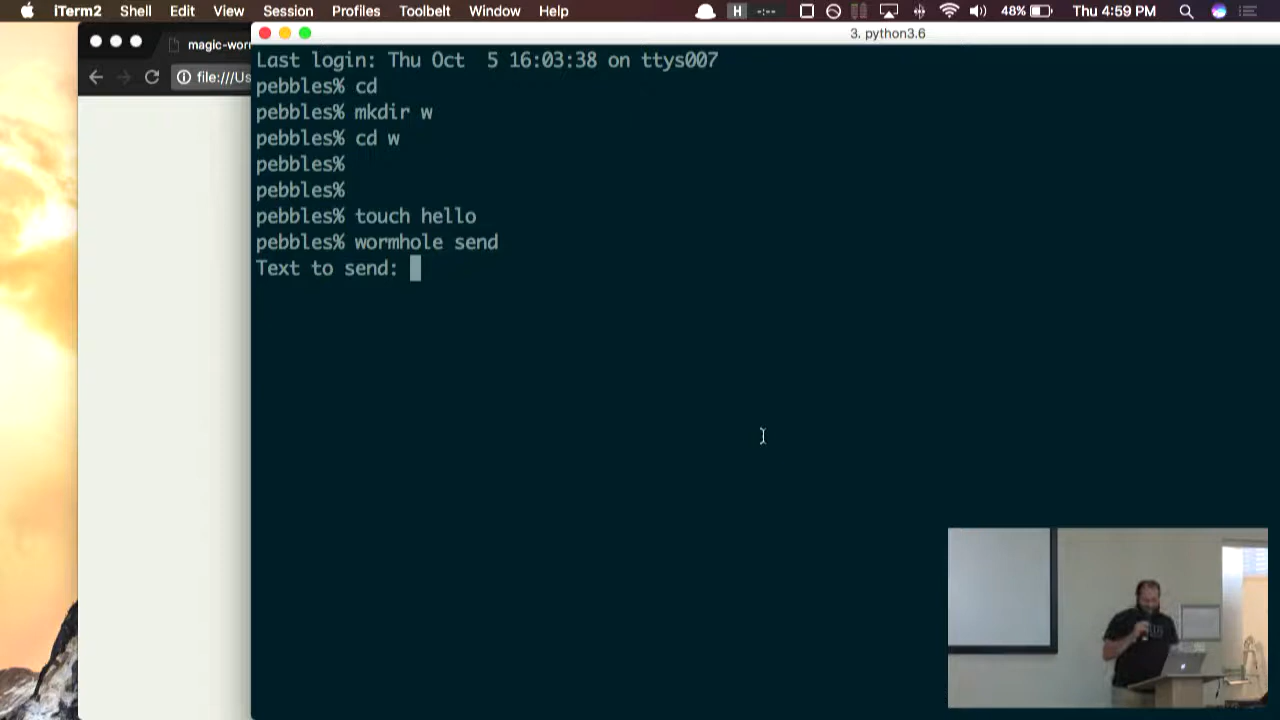 iTerm2 Shell Edit View Session Profiles Toolbelt Window Help H --:-- 48% Thu 4:59 PM
3. python3.6
magic-worr
file:///Us
Last login: Thu Oct  5 16:03:38 on ttys007
pebbles% cd
pebbles% mkdir w
pebbles% cd w
pebbles%
pebbles%
pebbles% touch hello
pebbles% wormhole send
Text to send: